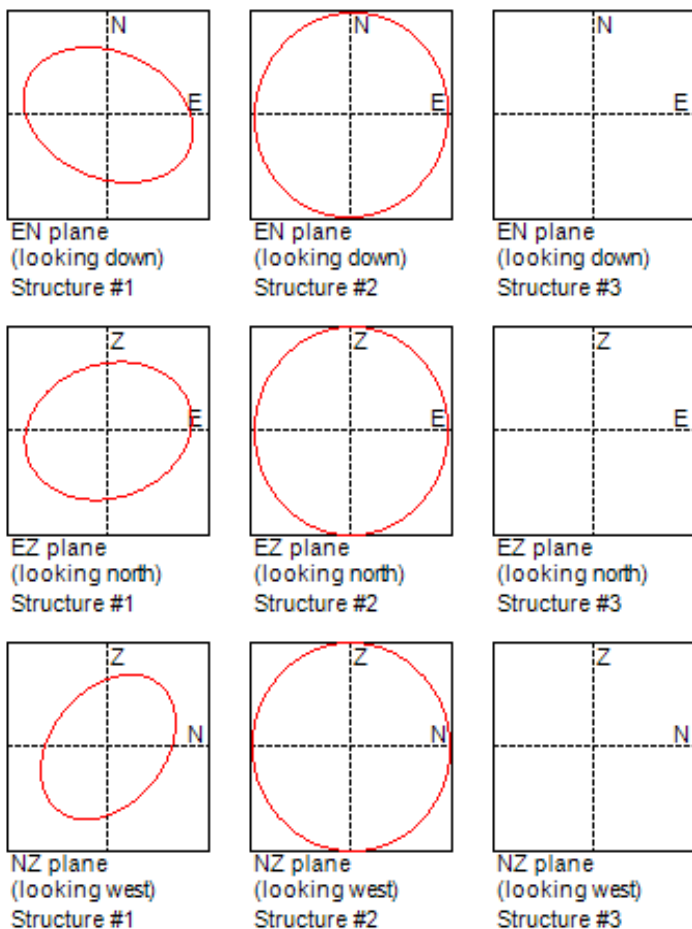 N N N
E E E
EN plane EN plane EN plane
(looking down) (looking down) (looking down)
Structure #1 Structure #2 Structure #3
Z Z Z
E E E
EZ plane EZ plane EZ plane
(looking north) (looking north) (looking north)
Structure #1 Structure #2 Structure #3
Z Z Z
N N N
NZ plane NZ plane NZ plane
(looking west) (looking west) (looking west)
Structure #1 Structure #2 Structure #3